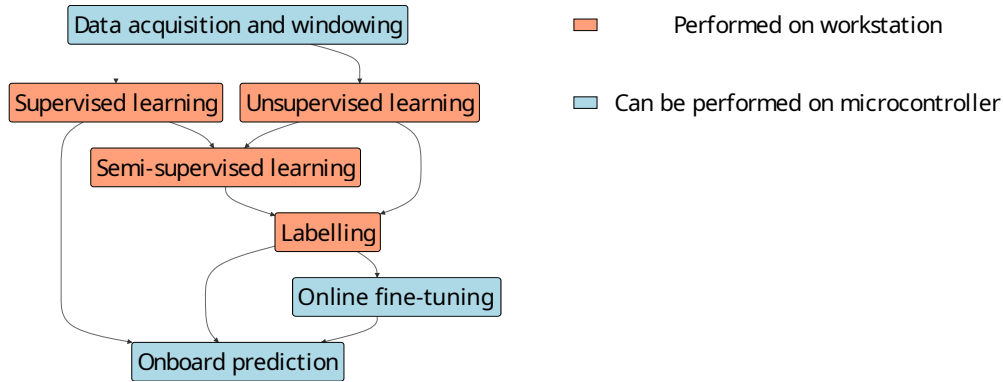 Data acquisition and windowing
Performed on workstation
Supervised learning
Unsupervised learning
Can be performed on microcontroller
Semi-supervised learning
Labelling
Online fine-tuning
Onboard prediction